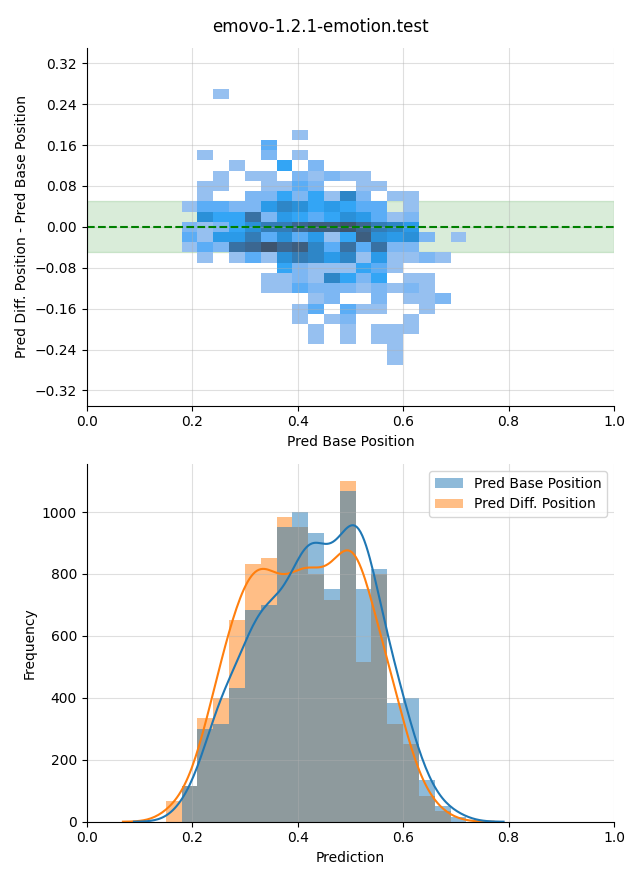 emovo-1.2.1-emotion.test
Pred Diff. Position - Pred Base Position
0.32
0.24
0.16
0.08
0.00
−0.08
−0.16
−0.24
−0.32
0.0 0.2 0.4 0.6 0.8 1.0
Pred Base Position
Pred Base Position
Pred Diff. Position
Frequency
1000
800
600
400
200
0
0.0 0.2 0.4 0.6 0.8 1.0
Prediction